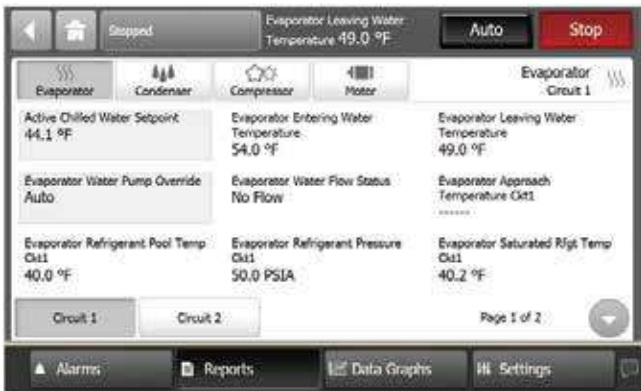 Stopped
Evaporator Leaving Water
Temperature 49.0 °F
Auto
Stop
Evaporator
Condenser
Compressor
Motor
Evaporator
Circuit 1
Active Chilled Water Setpoint
44.1 °F
Evaporator Entering Water
Temperature
54.0 °F
Evaporator Leaving Water
Temperature
49.0 °F
Evaporator Water Pump Override
Auto
Evaporator Water Flow Status
No Flow
Evaporator Approach
Temperature Ckt1
------
Evaporator Refrigerant Pool Temp
Ckt1
40.0 °F
Evaporator Refrigerant Pressure
Ckt1
50.0 PSIA
Evaporator Saturated Rfgt Temp
Ckt1
40.2 °F
Circuit 1
Circuit 2
Page 1 of 2
Alarms
Reports
Data Graphs
Settings